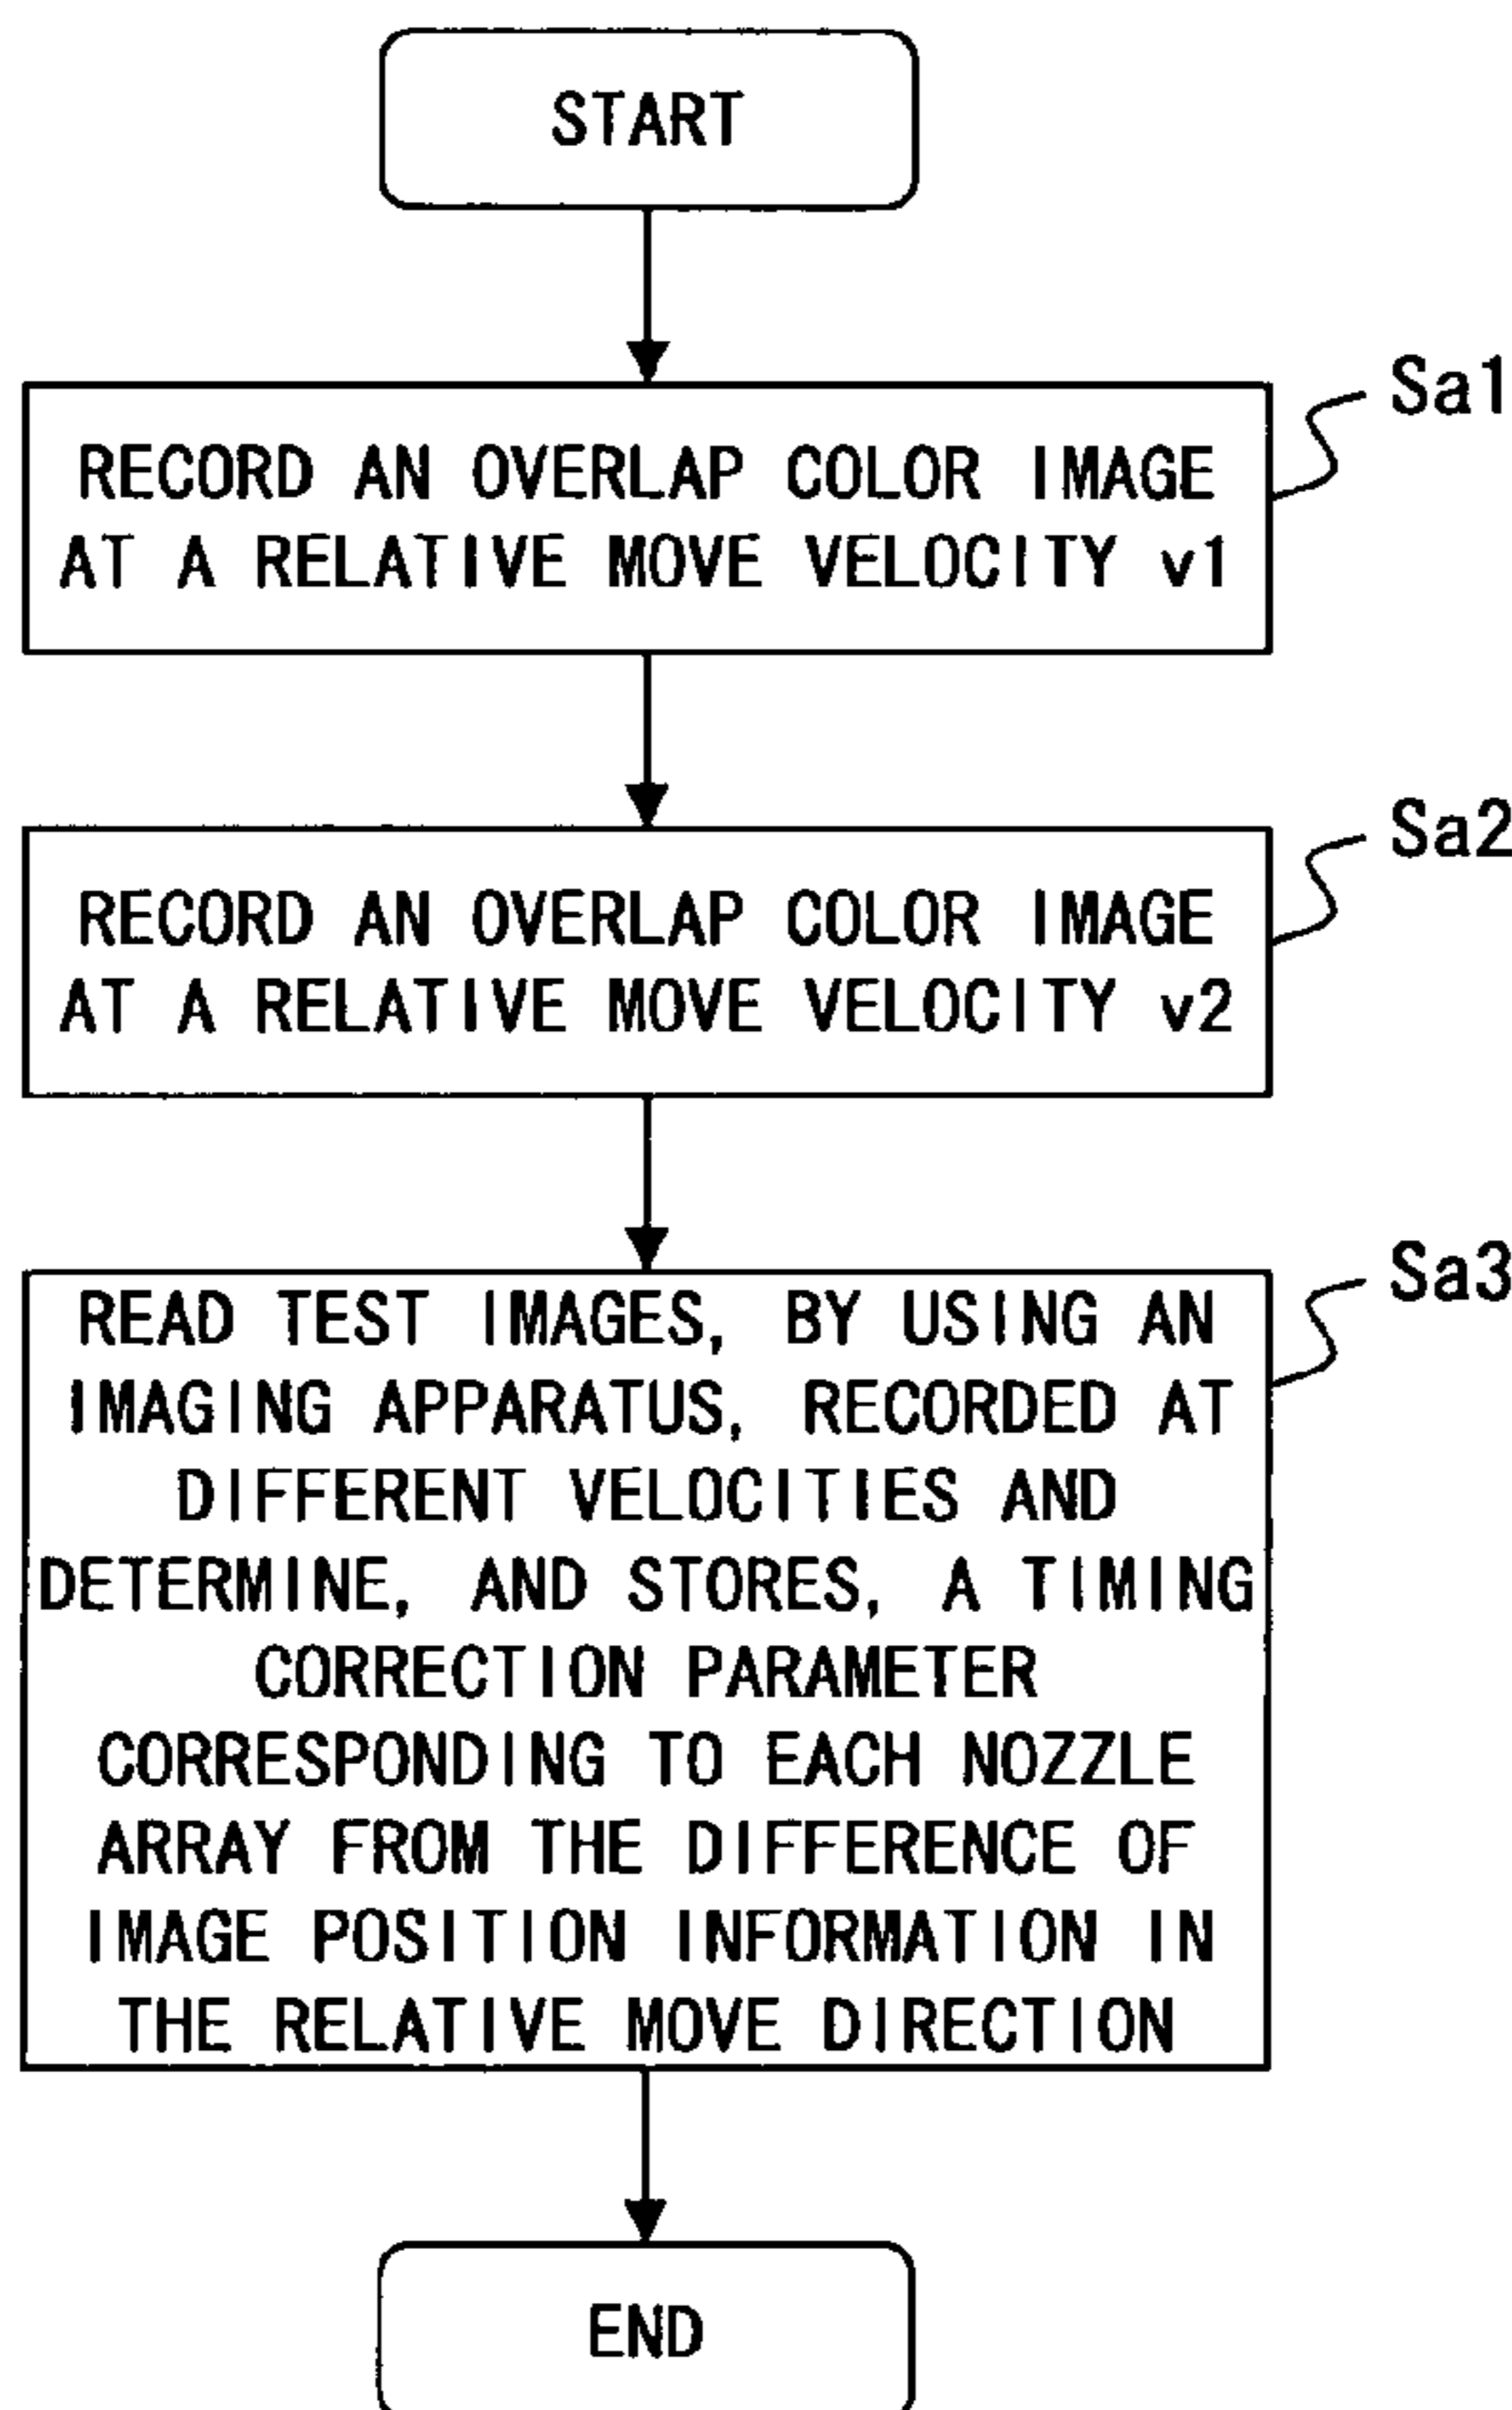 START
Sa1
RECORD AN OVERLAP COLOR IMAGE
AT A RELATIVE MOVE VELOCITY v1
Sa2
RECORD AN OVERLAP COLOR IMAGE
AT A RELATIVE MOVE VELOCITY v2
Sa3
READ TEST IMAGES, BY USING AN
IMAGING APPARATUS, RECORDED AT
DIFFERENT VELOCITIES AND
DETERMINE, AND STORES, A TIMING
CORRECTION PARAMETER
CORRESPONDING TO EACH NOZZLE
ARRAY FROM THE DIFFERENCE OF
IMAGE POSITION INFORMATION IN
THE RELATIVE MOVE DIRECTION
END